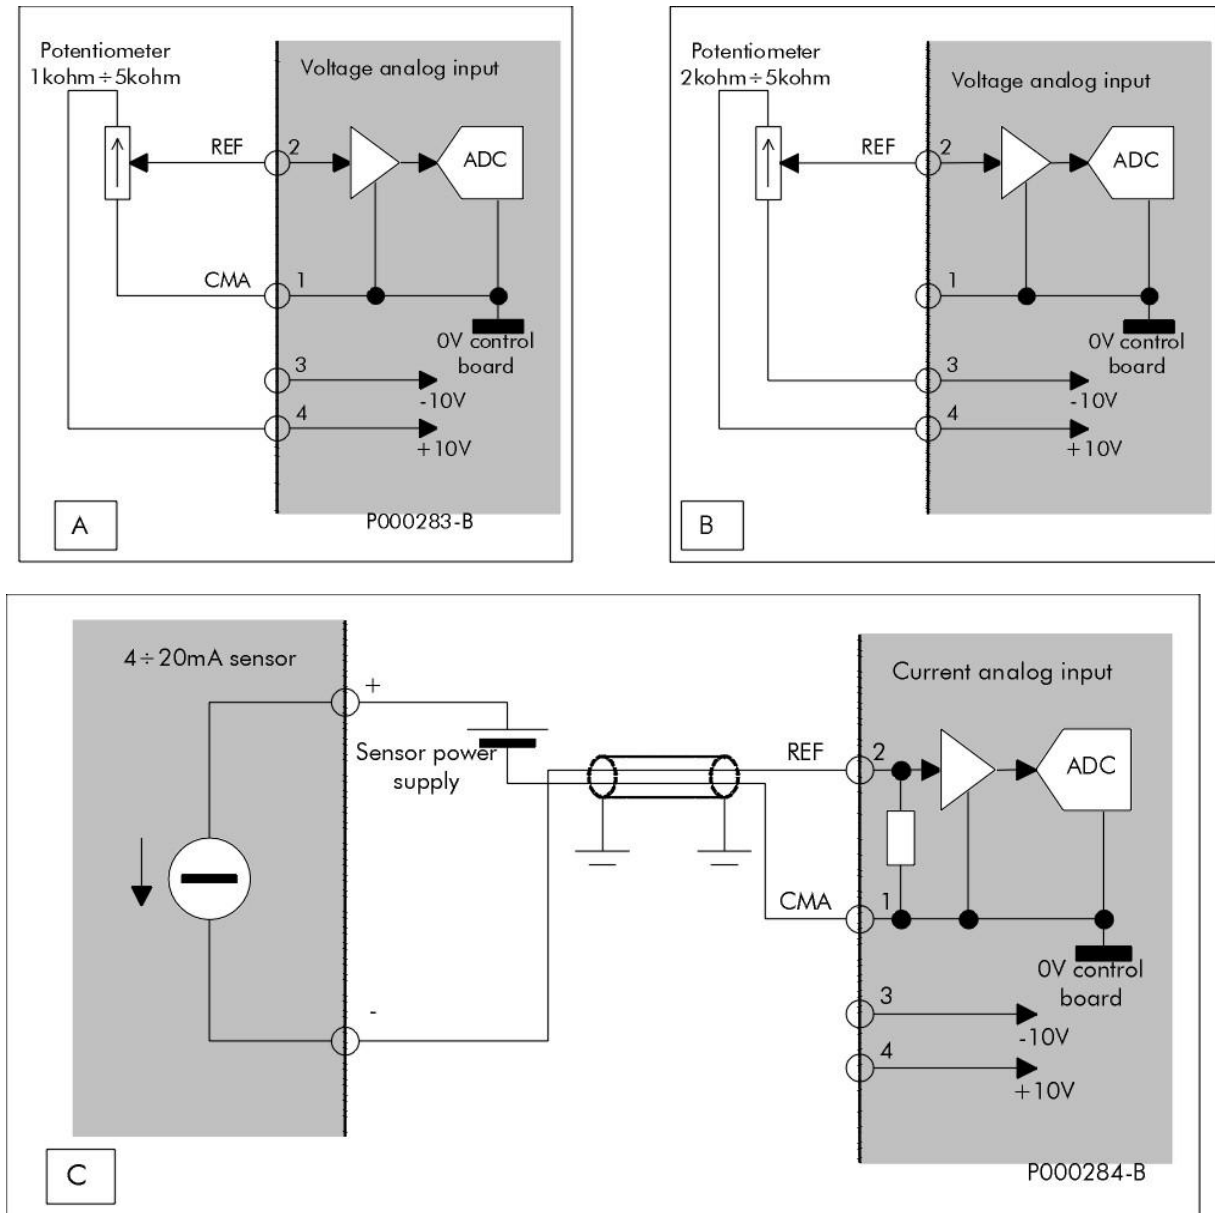 Potentiometer
1kohm÷5kohm
Voltage analog input
REF
2
ADC
CMA
1
0V control
board
3
-10V
4
+10V
A
P000283-B
Potentiometer
2kohm÷5kohm
Voltage analog input
REF
2
ADC
1
0V control
board
3
-10V
4
+10V
B
4÷20mA sensor
+
Sensor power
supply
-
Current analog input
REF
2
ADC
CMA
1
0V control
board
3
-10V
4
+10V
C
P000284-B